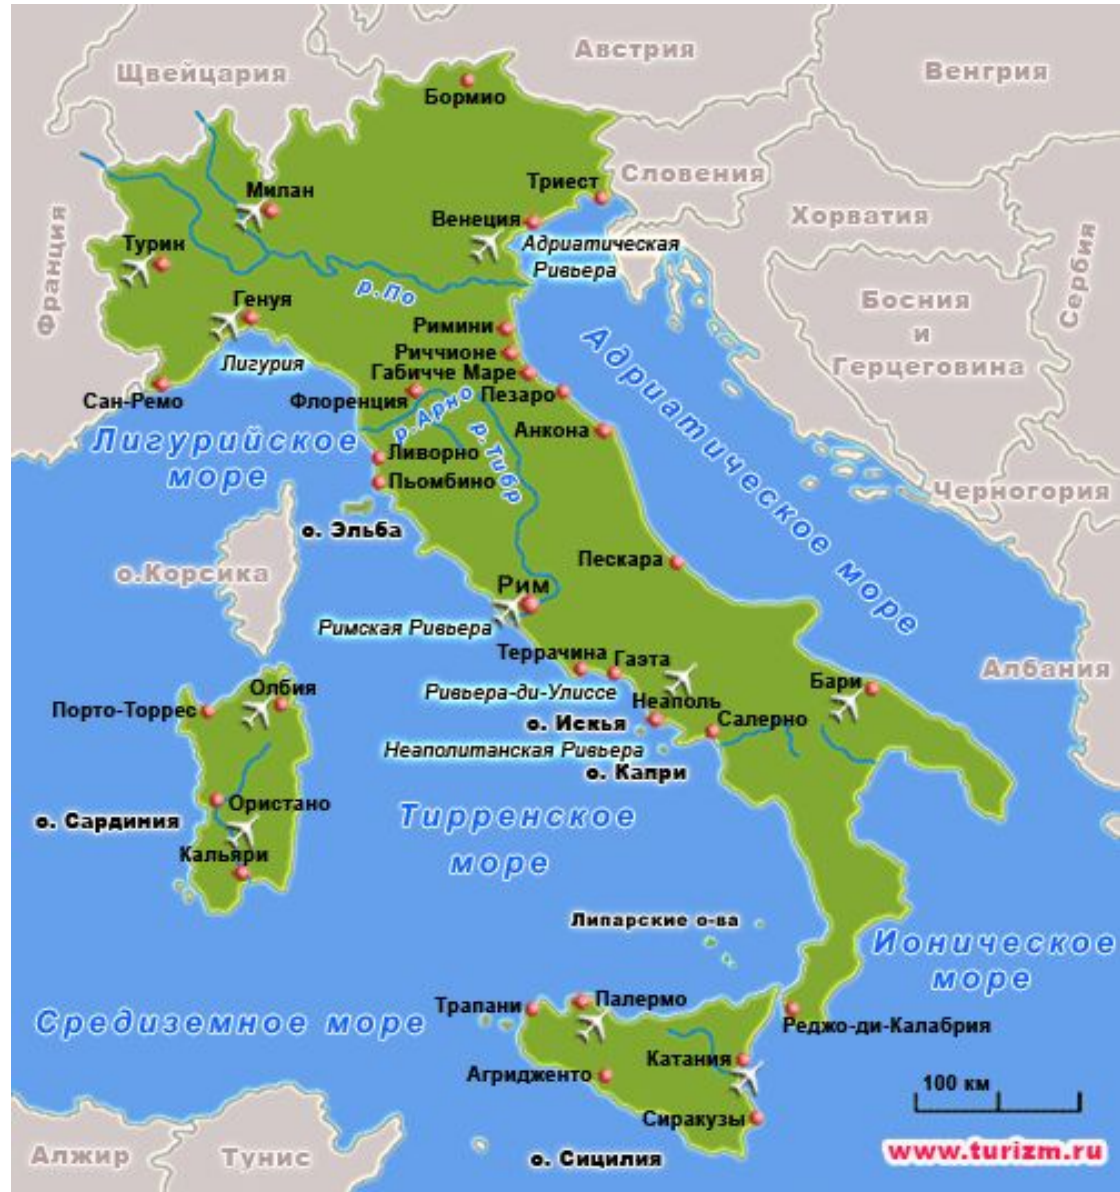 Австрия
Щвейцария
Венгрия
Бормио
Словения
Триест
Милан
Хорватия
Венеция
Франция
Турин
Адриатическая
Ривьера
Сербия
р.По
Генуя
Босния
и
Герцеговина
Римини
Риччионе
Лигурия
Габичче Маре
Сан-Ремо
Флоренция
Пезаро
р.Арно
Анкона
р.Тибр
Адриатическое море
Лигурийское
море
Ливорно
Пьомбино
Черногория
о. Эльба
Пескара
о.Корсика
Рим
Римская Ривьера
Террачина
Гаэта
Албания
Ривьера-ди-Улиссе
Бари
Олбия
Порто-Торрес
Неаполь
о. Искья
Салерно
Неаполитанская Ривьера
о. Капри
Ористано
о. Сардиния
Тирренское
море
Кальяри
Липарские о-ва
Ионическое
море
Трапани
Палермо
Средиземное море
Реджо-ди-Калабрия
Катания
Агридженто
100 км
Сиракузы
www.turizm.ru
Алжир
Тунис
о. Сицилия